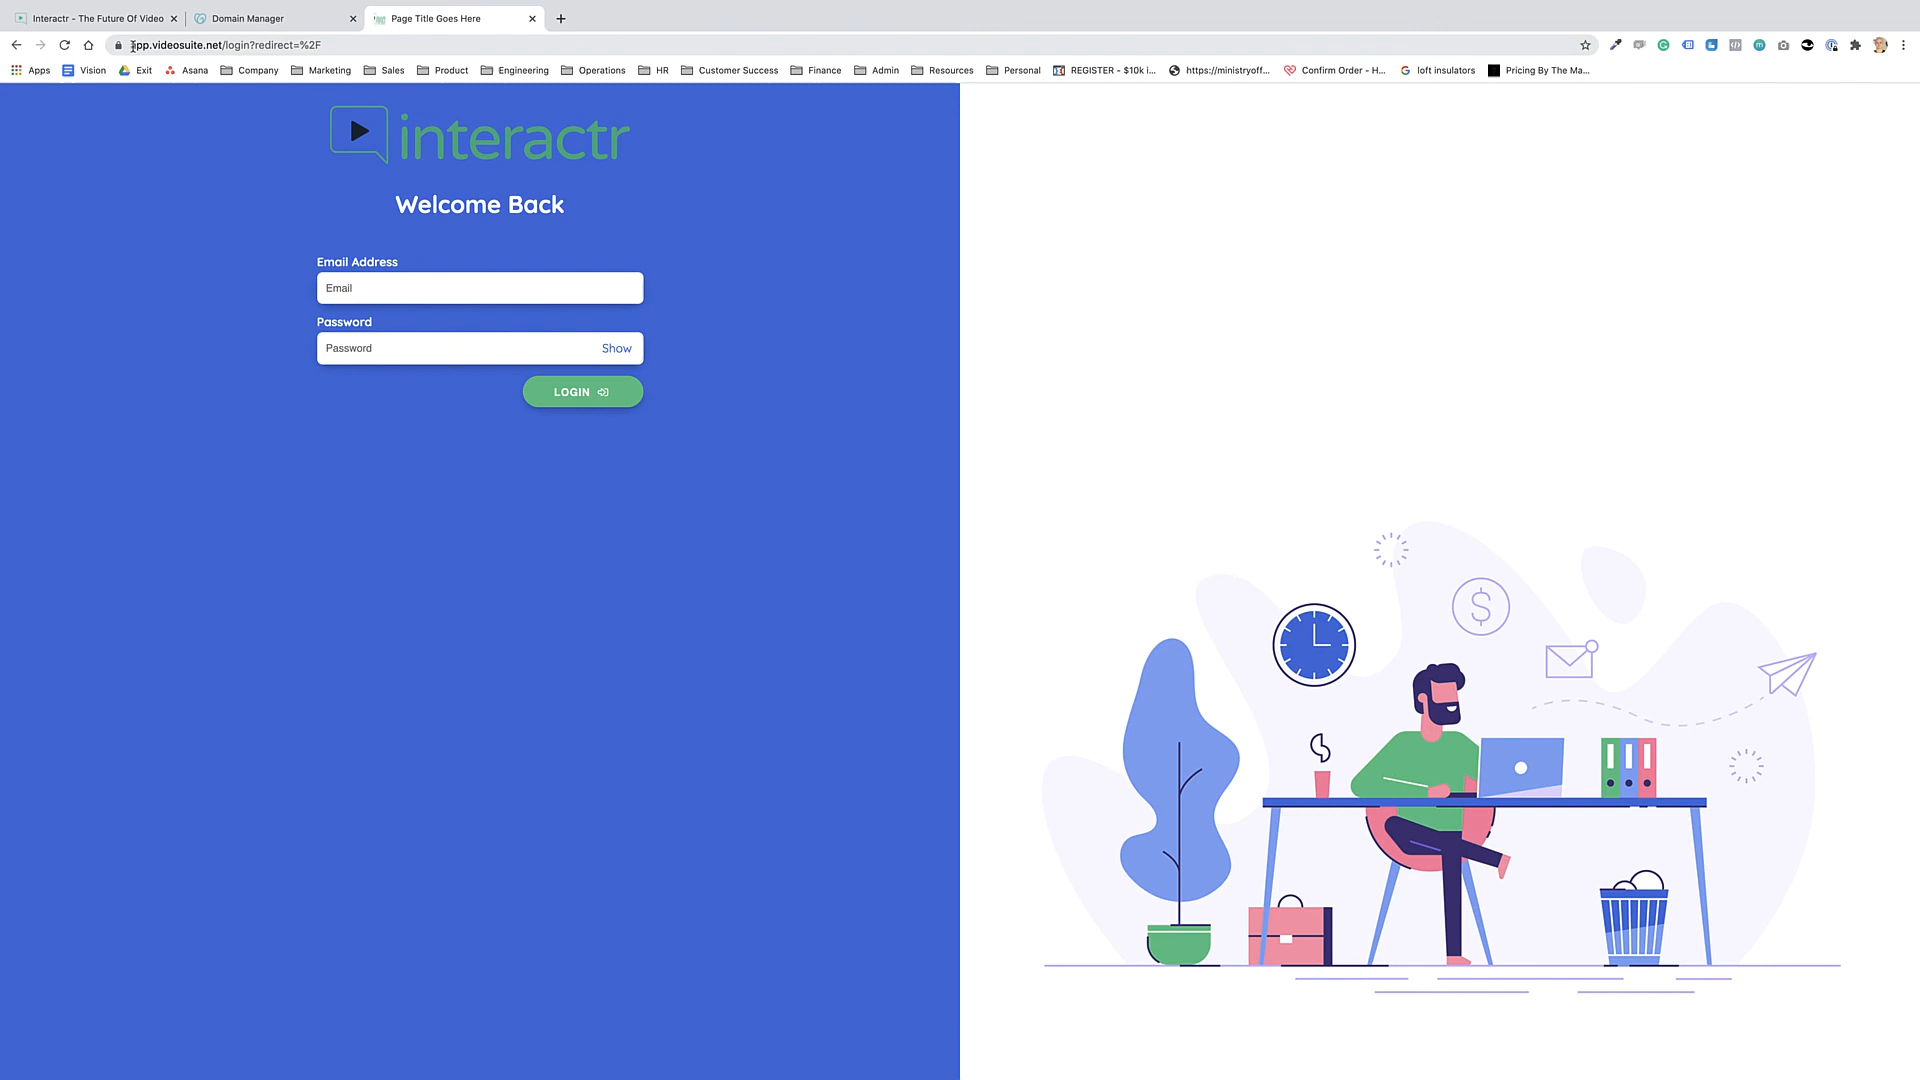 Interactr - The Future Of Video
Domain Manager
Page Title Goes Here
app.videosuite.net/login?redirect=%2F
Apps Vision Exit Asana Company Marketing Sales Product Engineering Operations HR Customer Success Finance Admin Resources Personal REGISTER - $10k i... https://ministryoff... Confirm Order - H... loft insulators Pricing By The Ma...
interactr
Welcome Back
Email Address
Email
Password
Password Show
LOGIN
$